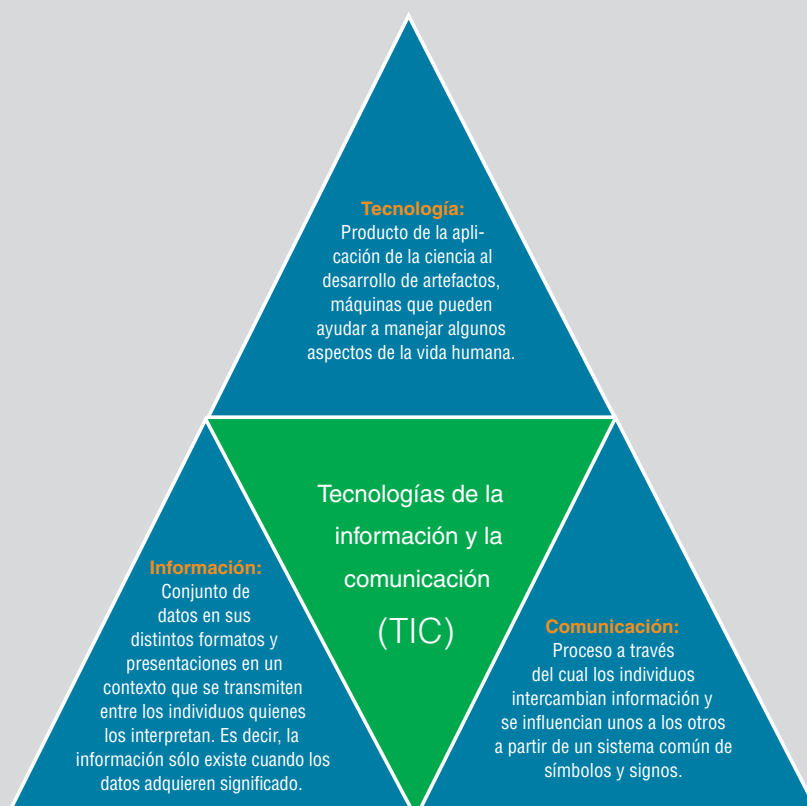 Tecnología:
Producto de la apli-
cación de la ciencia al
desarrollo de artefactos,
máquinas que pueden
ayudar a manejar algunos
aspectos de la vida humana.
Tecnologías de la
información y la
comunicación
(TIC)
Información:
Conjunto de
datos en sus
distintos formatos y
presentaciones en un
contexto que se transmiten
entre los individuos quienes
los interpretan. Es decir, la
información sólo existe cuando los
datos adquieren significado.
Comunicación:
Proceso a través
del cual los individuos
intercambian información y
se influencian unos a los otros
a partir de un sistema común de
símbolos y signos.